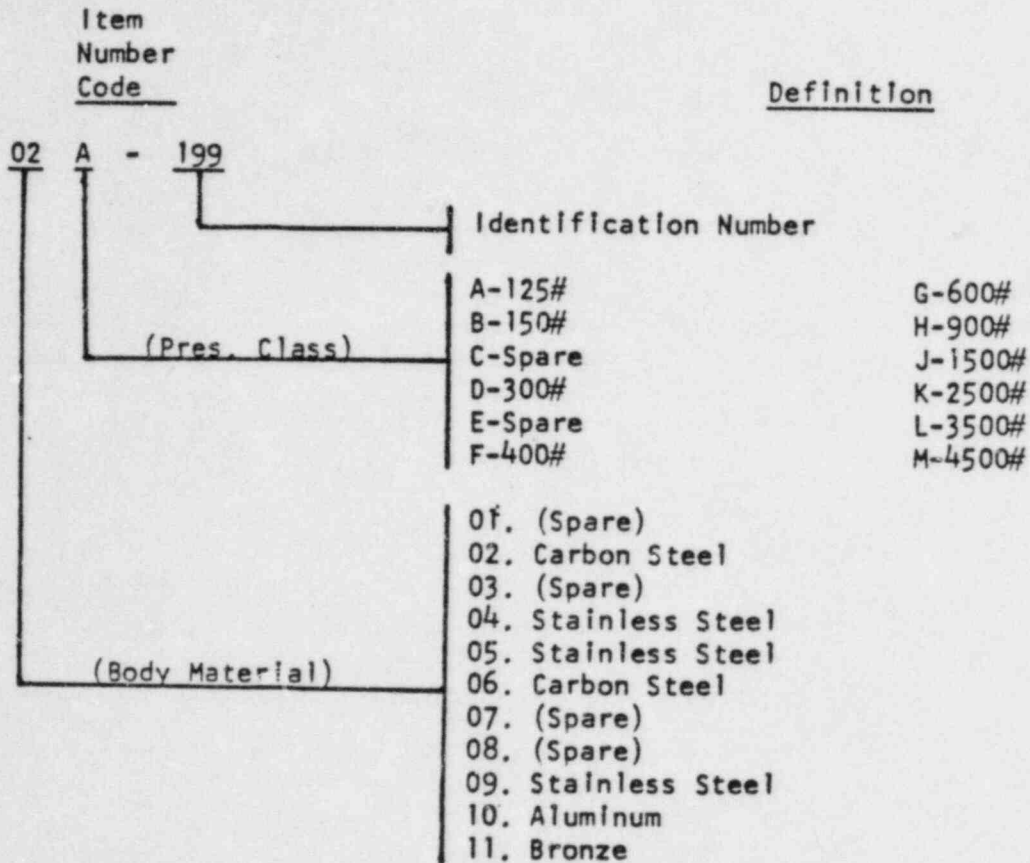 Item
Number
Code
Definition
02 A - 199
Identification Number
(Pres. Class)
A-125#
B-150#
C-Spare
D-300#
E-Spare
F-400#
G-600#
H-900#
J-1500#
K-2500#
L-3500#
M-4500#
(Body Material)
01. (Spare)
02. Carbon Steel
03. (Spare)
04. Stainless Steel
05. Stainless Steel
06. Carbon Steel
07. (Spare)
08. (Spare)
09. Stainless Steel
10. Aluminum
11. Bronze